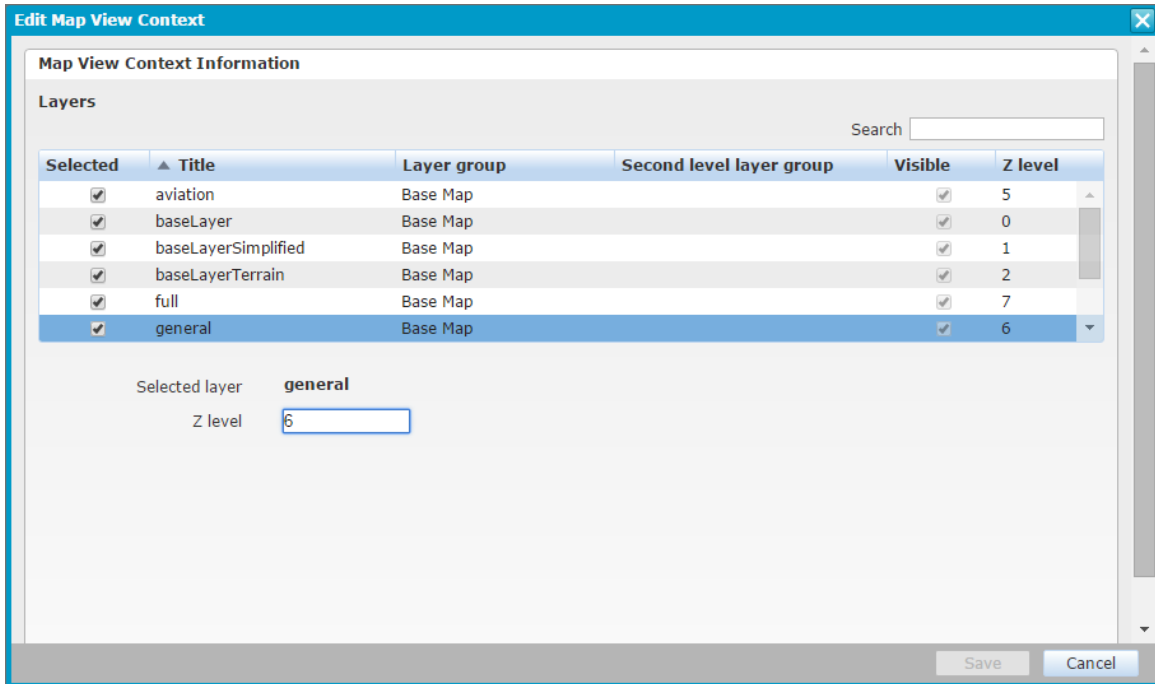 Edit Map View Context
Map View Context Information
Layers
Search
Selected Title Layer group Second level layer group Visible Z level
aviation Base Map 5
baseLayer Base Map 0
baseLayerSimplified Base Map 1
baseLayerTerrain Base Map 2
full Base Map 7
general Base Map 6
Selected layer general
Z level 6
Save Cancel